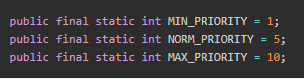 public final static int MIN_PRIORITY = 1;
public final static int NORM_PRIORITY = 5;
public final static int MAX_PRIORITY = 10;